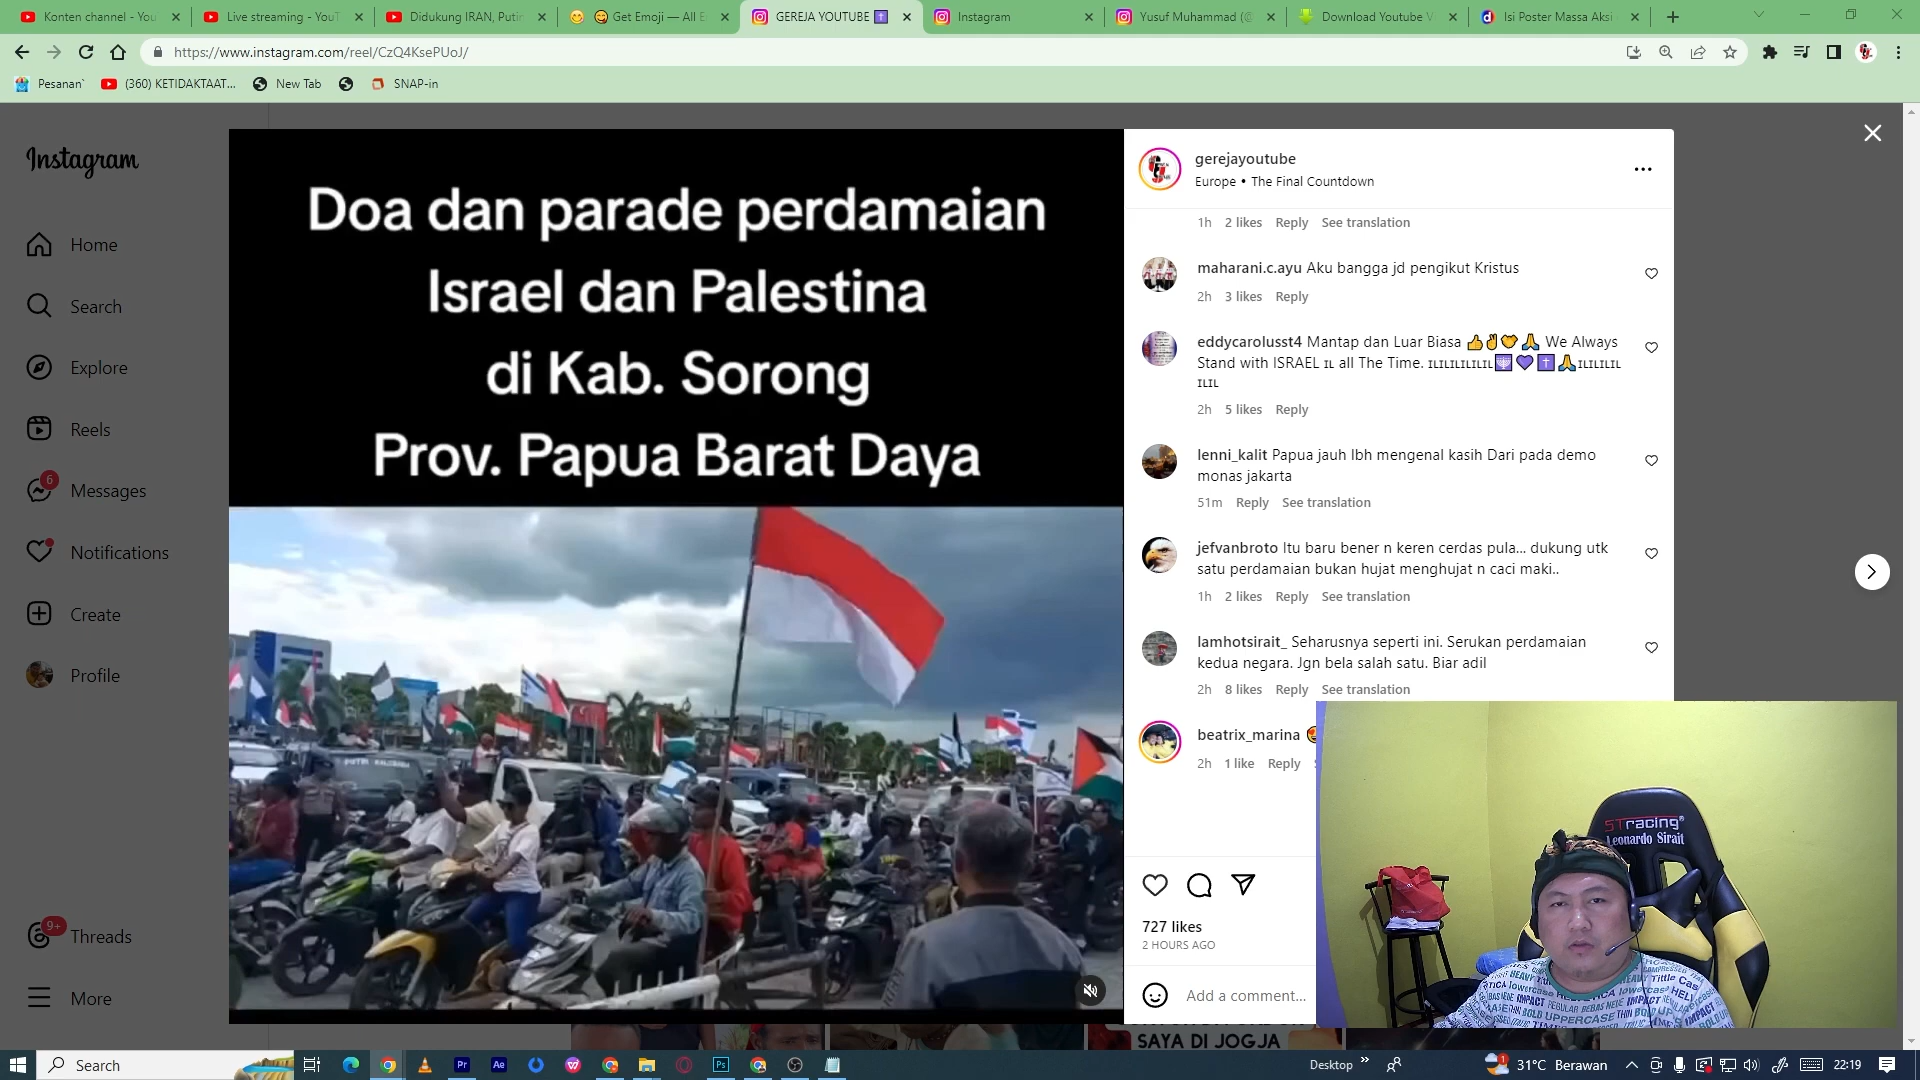 Konten channel - You
Live streaming - YouT
Didukung IRAN, Putin
Get Emoji — All E
GEREJA YOUTUBE
Instagram
Yusuf Muhammad (@
Download Youtube V
Isi Poster Massa Aksi
https://www.instagram.com/reel/CzQ4KsePUoJ/
Pesanan`
(360) KETIDAKTAAT...
New Tab
SNAP-in
Instagram
Home
Search
Explore
Reels
6
Messages
Notifications
Create
Profile
9+
Threads
More
Doa dan parade perdamaian
Israel dan Palestina
di Kab. Sorong
Prov. Papua Barat Daya
gerejayoutube
Europe • The Final Countdown
1h 2 likes Reply See translation
maharani.c.ayu Aku bangga jd pengikut Kristus
2h 3 likes Reply
eddycarolusst4 Mantap dan Luar Biasa 👍✌🤝🙏 We Always
Stand with ISRAEL 🇮🇱 all The Time. 🇮🇱🇮🇱🇮🇱🇮🇱🇮🇱🕎💜✝🙏🇮🇱🇮🇱🇮🇱
🇮🇱🇮🇱
2h 5 likes Reply
lenni_kalit Papua jauh lbh mengenal kasih Dari pada demo
monas jakarta
51m Reply See translation
jefvanbroto Itu baru bener n keren cerdas pula... dukung utk
satu perdamaian bukan hujat menghujat n caci maki..
1h 2 likes Reply See translation
lamhotsirait_ Seharusnya seperti ini. Serukan perdamaian
kedua negara. Jgn bela salah satu. Biar adil
2h 8 likes Reply See translation
beatrix_marina
2h 1 like Reply
727 likes
2 HOURS AGO
Add a comment...
STracing
Leonardo Sirait
SAYA DI JOGJA
Search
Desktop
31°C Berawan
22:19